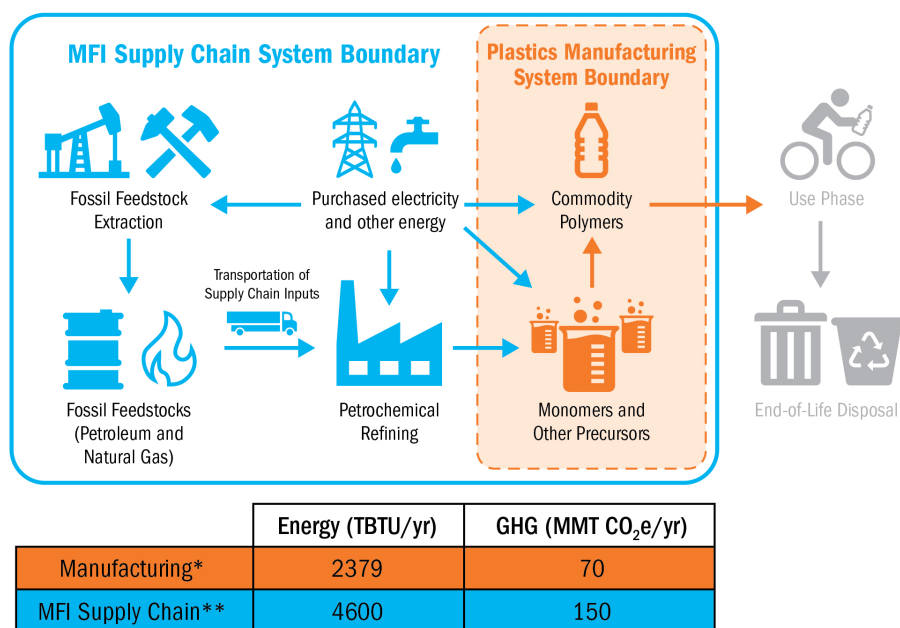 MFI Supply Chain System Boundary
Plastics Manufacturing
System Boundary
Fossil Feedstock
Extraction
Purchased electricity
and other energy
Commodity
Polymers
Use Phase
Transportation of
Supply Chain Inputs
Fossil Feedstocks
(Petroleum and
Natural Gas)
Petrochemical
Refining
Monomers and
Other Precursors
End-of-Life Disposal
Energy (TBTU/yr) GHG (MMT CO₂e/yr)
Manufacturing* 2379 70
MFI Supply Chain** 4600 150